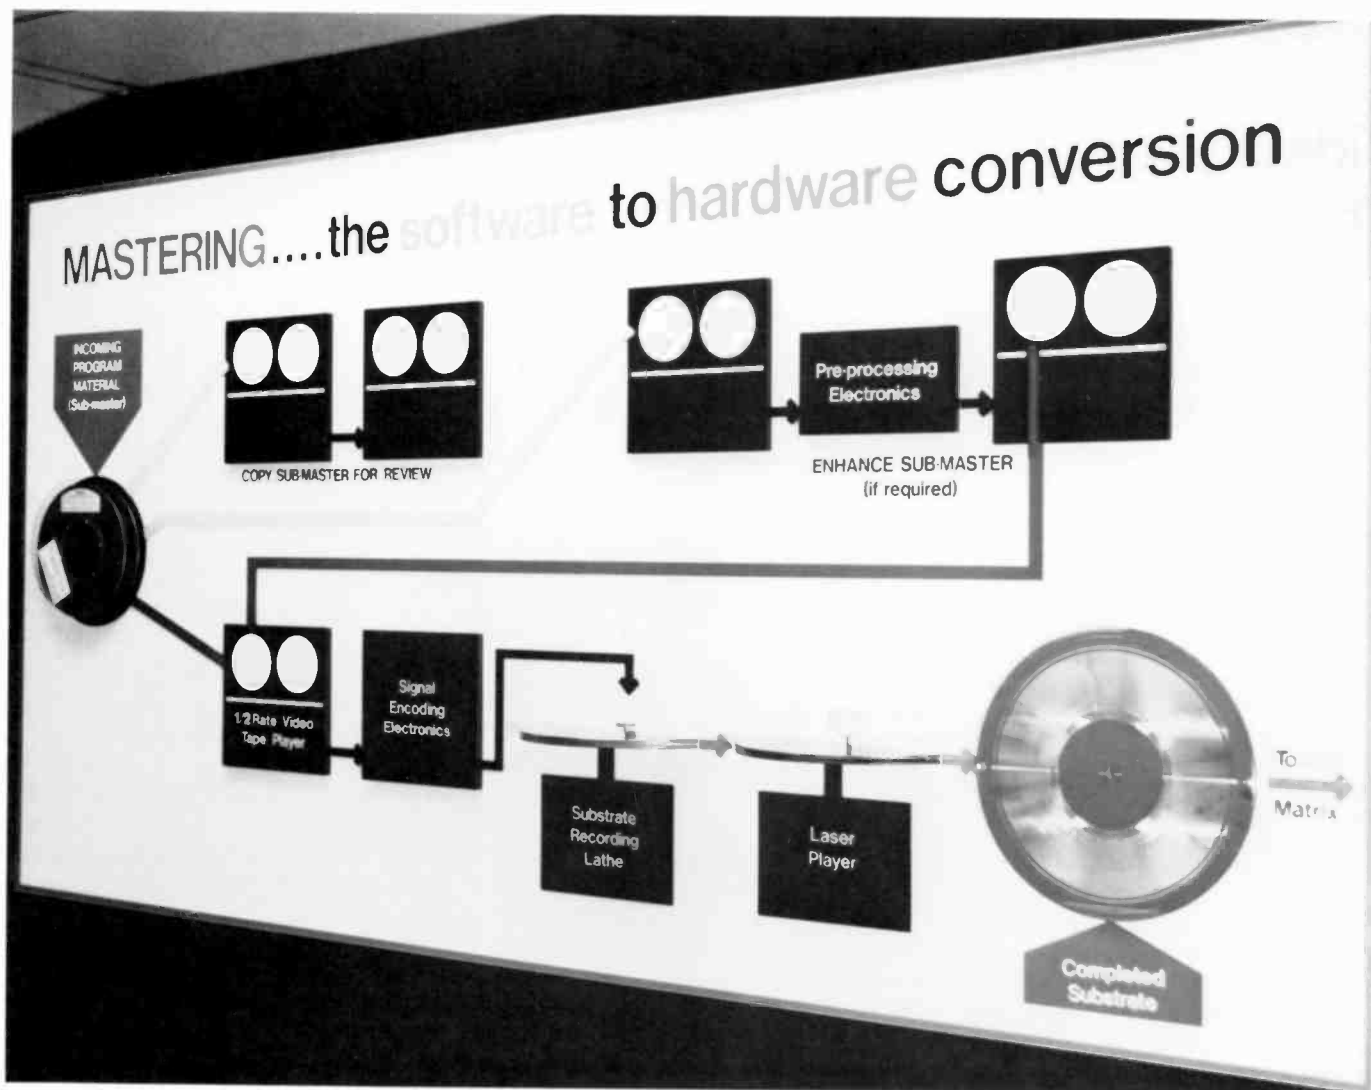 MASTERING....the software to hardware conversion
INCOMING
PROGRAM
MATERIAL
(Sub-master)
COPY SUB-MASTER FOR REVIEW
Pre-processing
Electronics
ENHANCE SUB-MASTER
(if required)
1/2 Rate Video
Tape Player
Signal
Encoding
Electronics
Substrate
Recording
Lathe
Laser
Player
To
Matrix
Completed
Substrate